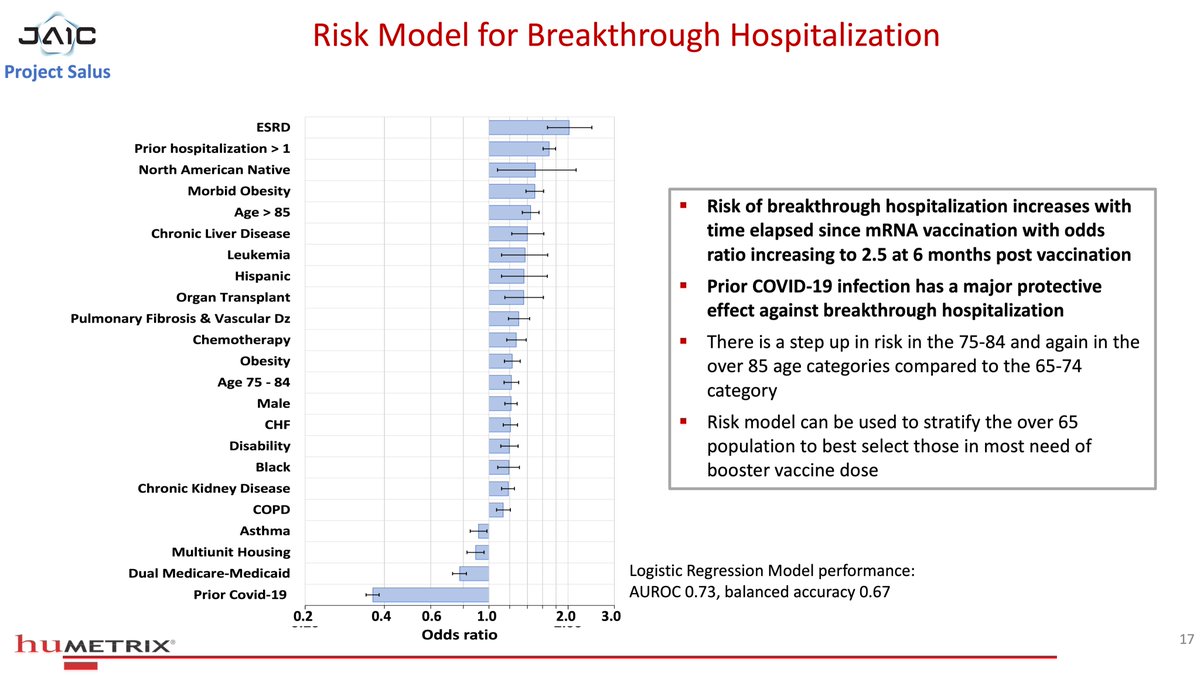 JAIC
Project Salus
Risk Model for Breakthrough Hospitalization
ESRD
Prior hospitalization > 1
North American Native
Morbid Obesity
Age > 85
Chronic Liver Disease
Leukemia
Hispanic
Organ Transplant
Pulmonary Fibrosis & Vascular Dz
Chemotherapy
Obesity
Age 75 - 84
Male
CHF
Disability
Black
Chronic Kidney Disease
COPD
Asthma
Multiunit Housing
Dual Medicare-Medicaid
Prior Covid-19
0.2 0.4 0.6 1.0 2.0 3.0
Odds ratio
▪ Risk of breakthrough hospitalization increases with
time elapsed since mRNA vaccination with odds
ratio increasing to 2.5 at 6 months post vaccination
▪ Prior COVID-19 infection has a major protective
effect against breakthrough hospitalization
▪ There is a step up in risk in the 75-84 and again in the
over 85 age categories compared to the 65-74
category
▪ Risk model can be used to stratify the over 65
population to best select those in most need of
booster vaccine dose
Logistic Regression Model performance:
AUROC 0.73, balanced accuracy 0.67
huMETRIX®
17